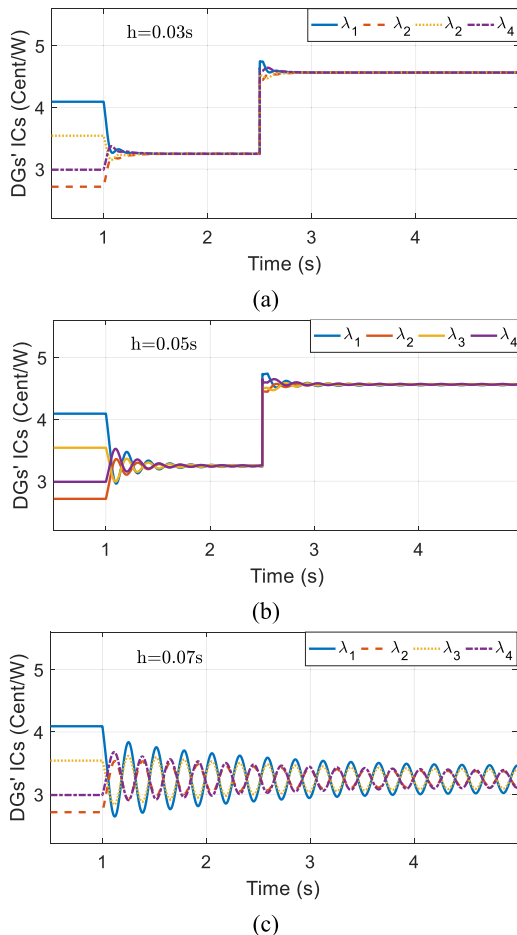 h=0.03s
λ1 λ2 λ2 λ4
DGs' ICs (Cent/W)
5
4
3
1 2 3 4
Time (s)
(a)
h=0.05s
λ1 λ2 λ3 λ4
DGs' ICs (Cent/W)
5
4
3
1 2 3 4
Time (s)
(b)
h=0.07s
λ1 λ2 λ3 λ4
DGs' ICs (Cent/W)
5
4
3
1 2 3 4
Time (s)
(c)